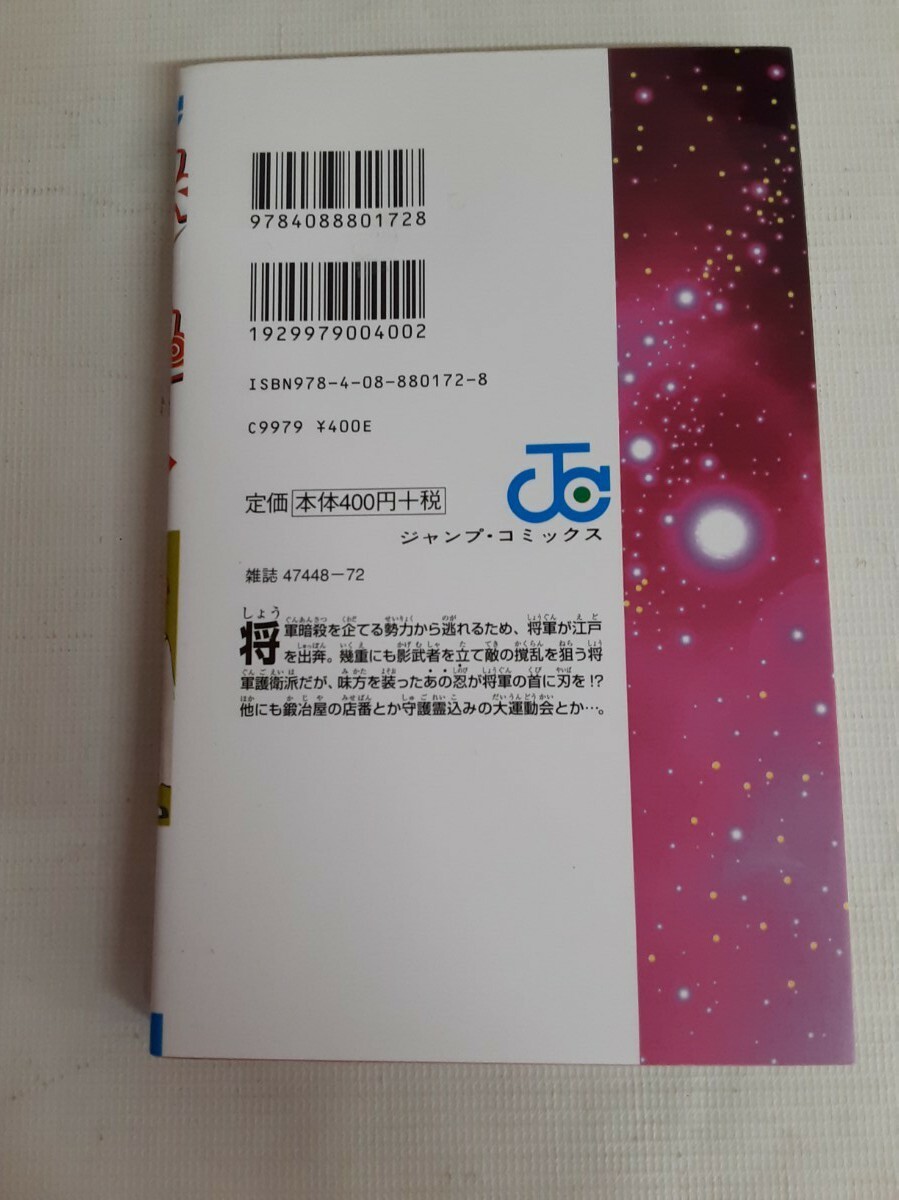 9784088801728
1929979004002
ISBN978-4-08-880172-8
C9979 ¥400E
定価 本体400円+税
ジャンプ・コミックス
雑誌 47448-72
将軍暗殺を企てる勢力から逃れるため、将軍が江戸
を出奔。幾重にも影武者を立て敵の撹乱を狙う将
軍護衛派だが、味方を装ったあの忍が将軍の首に刃を!?
他にも鍛冶屋の店番とか守護霊込みの大運動会とか…。